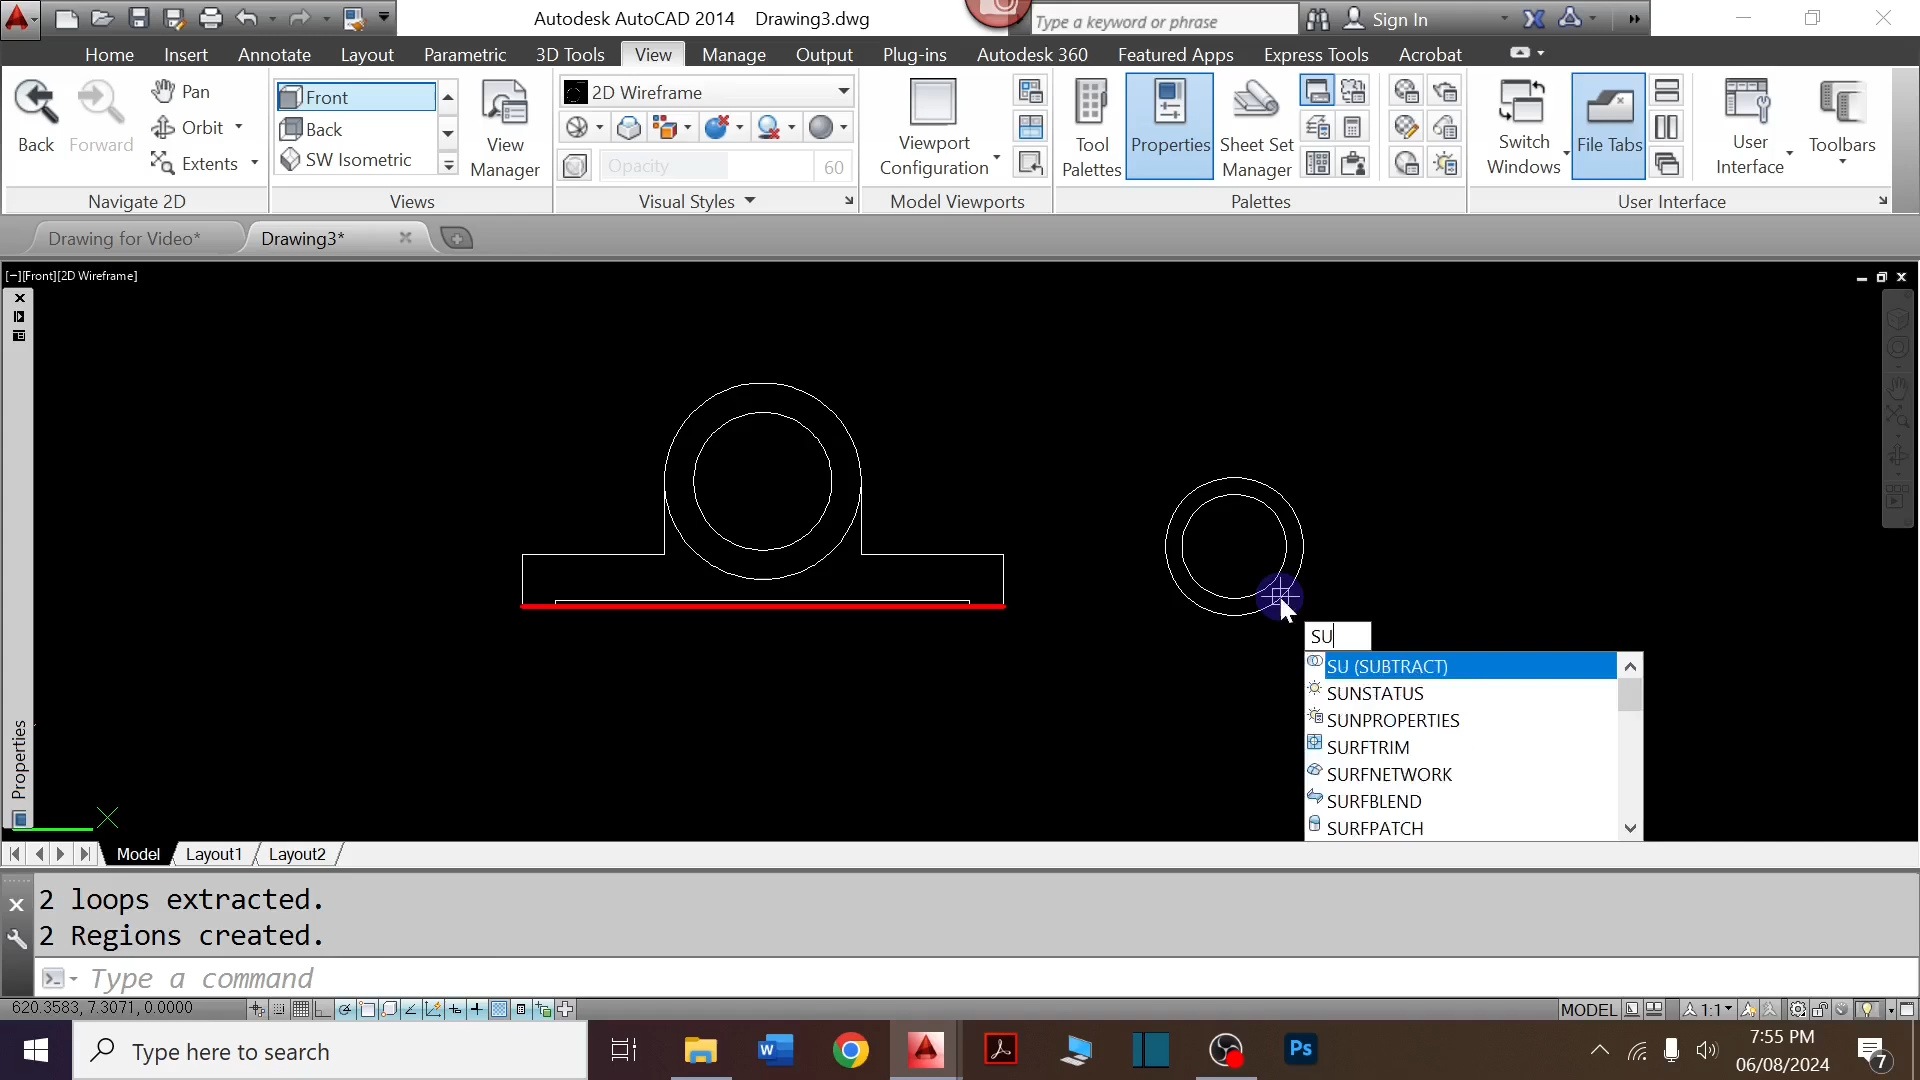 Autodesk AutoCAD 2014 Drawing3.dwg
Type a keyword or phrase
Sign In
Home Insert Annotate Layout Parametric 3D Tools View Manage Output Plug-ins Autodesk 360 Featured Apps Express Tools Acrobat
Back
Forward
Pan
Orbit
Extents
Navigate 2D
Front
Back
SW Isometric
View
Manager
Views
2D Wireframe
Opacity 60
Visual Styles
Viewport
Configuration
Model Viewports
Tool
Palettes
Properties
Sheet Set
Manager
Palettes
Switch
Windows
File Tabs
User
Interface
Toolbars
User Interface
Drawing for Video*
Drawing3*
[−][Front][2D Wireframe]
Properties
SU
SU (SUBTRACT)
SUNSTATUS
SUNPROPERTIES
SURFTRIM
SURFNETWORK
SURFBLEND
SURFPATCH
Model Layout1 Layout2
2 loops extracted.
2 Regions created.
Type a command
620.3583, 7.3071, 0.0000
MODEL
1:1
Type here to search
Ps
7:55 PM
06/08/2024
7